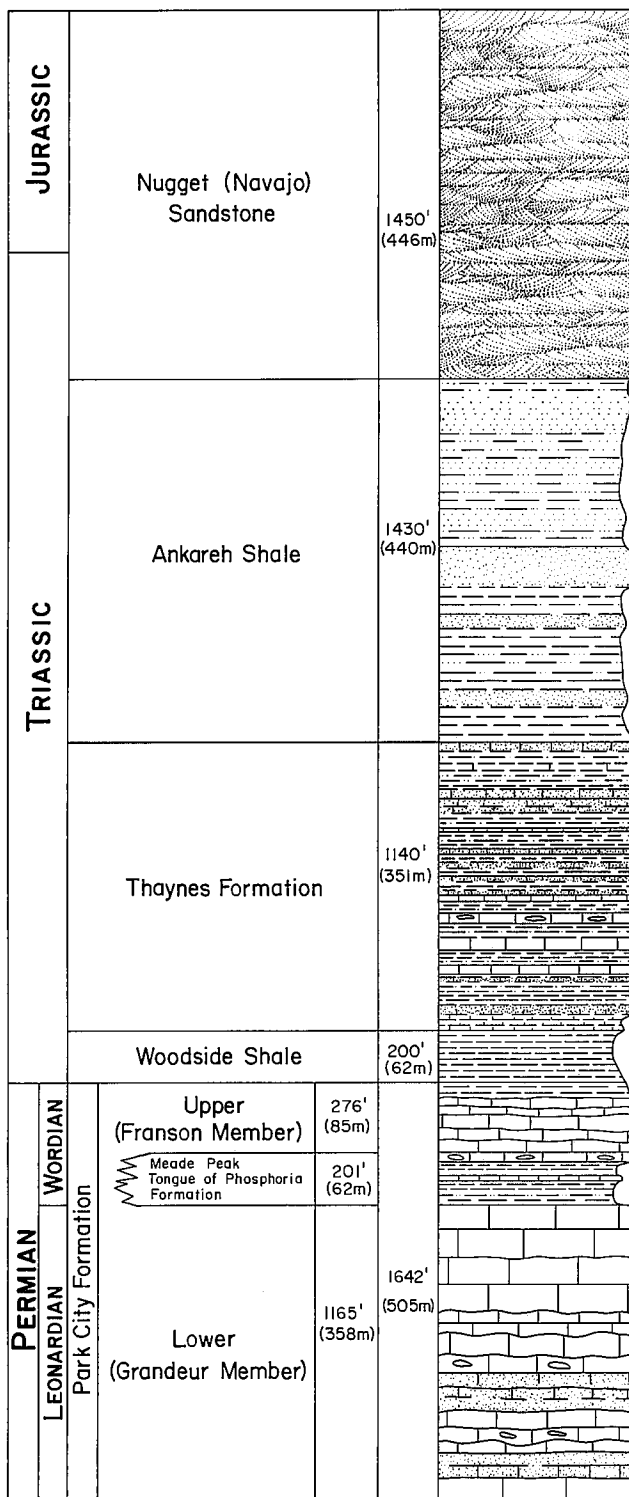 JURASSIC
Nugget (Navajo)
Sandstone
1450'
(446m)
TRIASSIC
Ankareh Shale
1430'
(440m)
Thaynes Formation
1140'
(351m)
Woodside Shale
200'
(62m)
PERMIAN
WORDIAN
LEONARDIAN
Park City Formation
Upper
(Franson Member)
276'
(85m)
Meade Peak
Tongue of Phosphoria
Formation
201'
(62m)
Lower
(Grandeur Member)
1165'
(358m)
1642'
(505m)